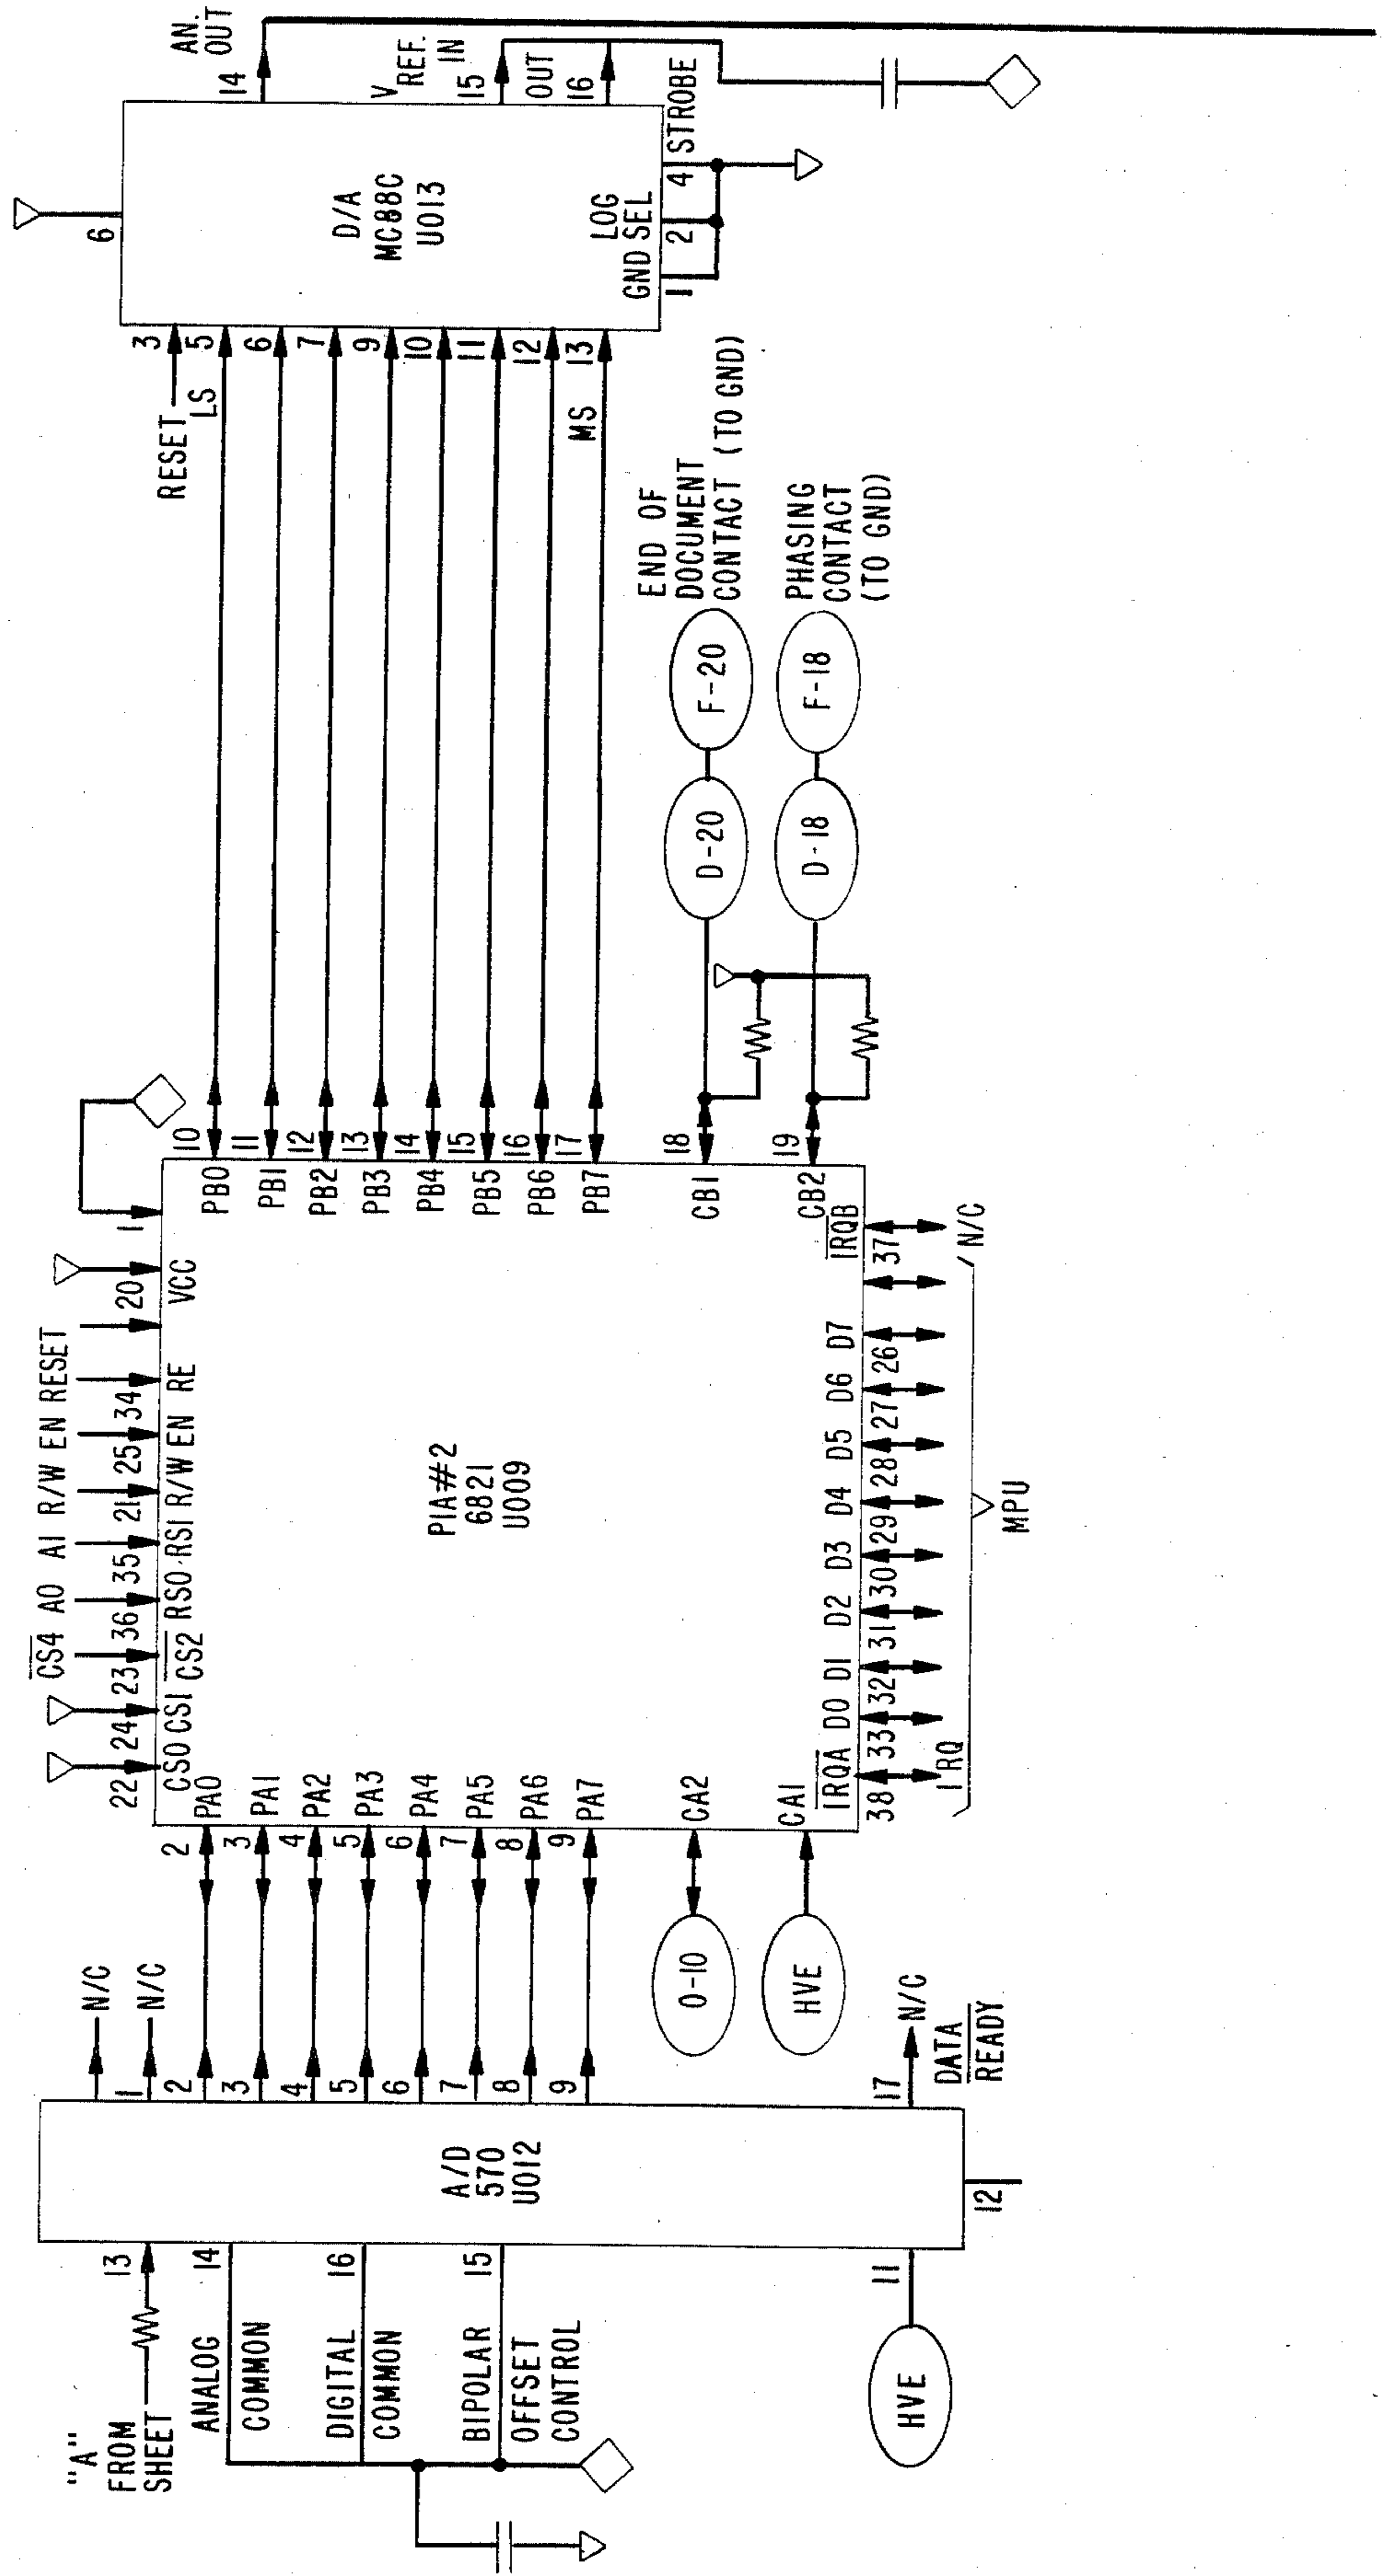 "A"
FROM
SHEET
13
ANALOG
COMMON
14
DIGITAL
COMMON
16
BIPOLAR
OFFSET
CONTROL
15
HVE
11
A/D
570
U012
12
N/C
1
N/C
2
3
4
5
6
7
8
9
17
N/C
DATA
READY
O-10
HVE
22
24
23
36
35
21
25
34
20
1
CS4
A0
A1
R/W
EN
RESET
CS0
CS1
CS2
RS0
RS1
R/W
EN
RE
VCC
2
PA0
3
PA1
4
PA2
5
PA3
6
PA4
7
PA5
8
PA6
9
PA7
CA2
CA1
PIA#2
6821
U009
IRQA
D0
D1
D2
D3
D4
D5
D6
D7
IRQB
38
33
32
31
30
29
28
27
26
37
IRQ
N/C
MPU
PB0
10
PB1
11
PB2
12
PB3
13
PB4
14
PB5
15
PB6
16
PB7
17
CB1
18
CB2
19
D-20
F-20
END OF
DOCUMENT
CONTACT (TO GND)
D-18
F-18
PHASING
CONTACT
(TO GND)
RESET
3
LS
5
6
7
9
10
11
12
MS
13
6
D/A
MC88C
U013
GND
LOG
SEL
1
2
4
STROBE
14
AN.
OUT
V
REF.
IN
15
OUT
16